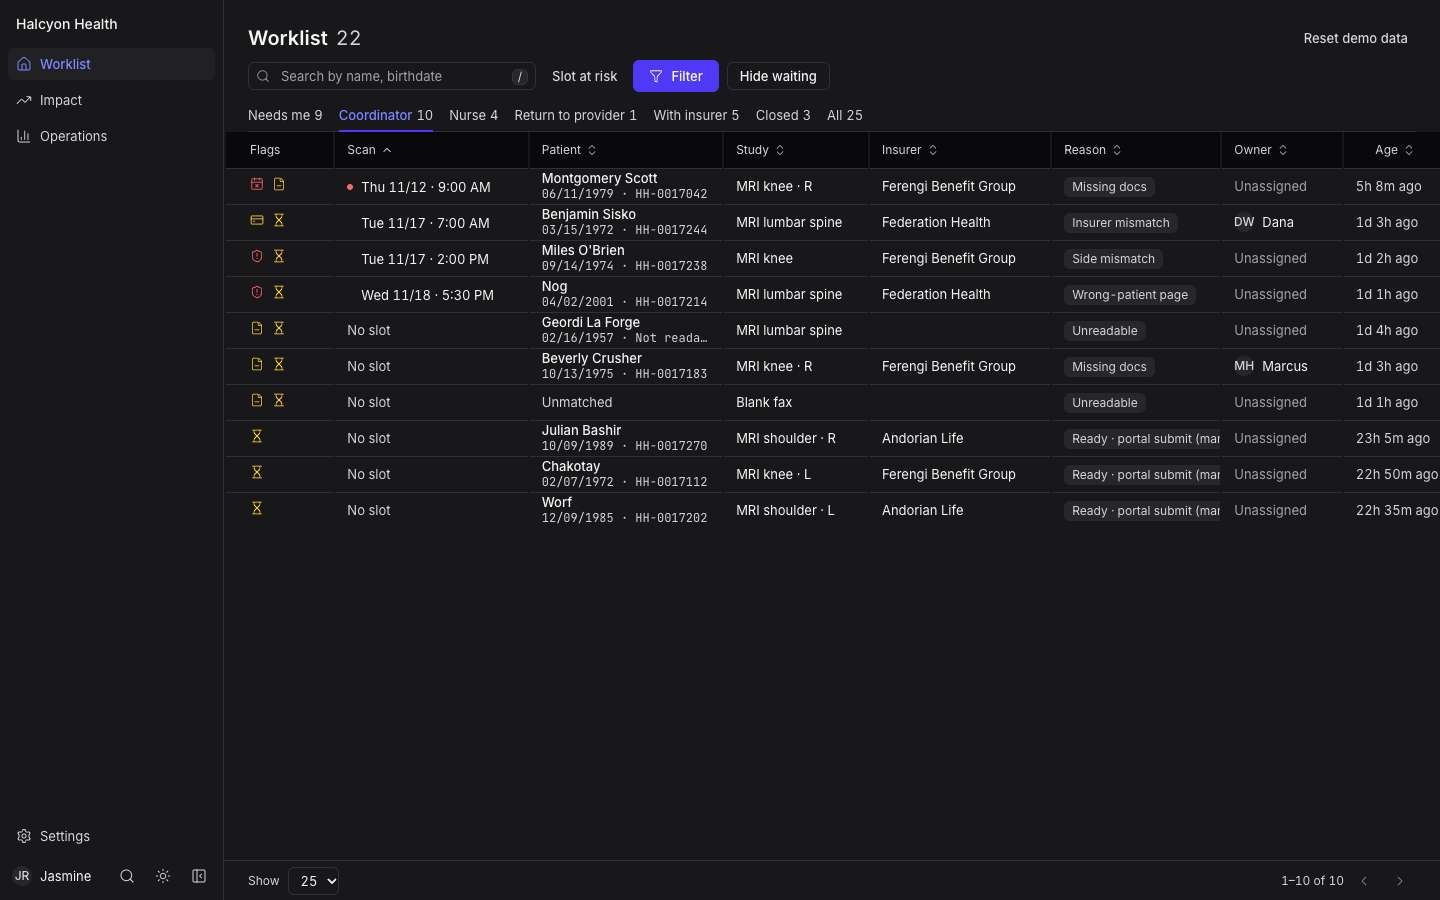 Halcyon Health
Worklist
Impact
Operations
Settings
JR Jasmine
Worklist 22
Reset demo data
Search by name, birthdate /
Slot at risk
Filter
Hide waiting
Needs me 9 Coordinator 10 Nurse 4 Return to provider 1 With insurer 5 Closed 3 All 25
Flags Scan Patient Study Insurer Reason Owner Age
Thu 11/12 · 9:00 AM Montgomery Scott MRI knee · R Ferengi Benefit Group Missing docs Unassigned 5h 8m ago
06/11/1979 · HH-0017042
Tue 11/17 · 7:00 AM Benjamin Sisko MRI lumbar spine Federation Health Insurer mismatch DW Dana 1d 3h ago
03/15/1972 · HH-0017244
Tue 11/17 · 2:00 PM Miles O'Brien MRI knee Ferengi Benefit Group Side mismatch Unassigned 1d 2h ago
09/14/1974 · HH-0017238
Wed 11/18 · 5:30 PM Nog MRI lumbar spine Federation Health Wrong-patient page Unassigned 1d 1h ago
04/02/2001 · HH-0017214
No slot Geordi La Forge MRI lumbar spine Unreadable Unassigned 1d 4h ago
02/16/1957 · Not reada…
No slot Beverly Crusher MRI knee · R Ferengi Benefit Group Missing docs MH Marcus 1d 3h ago
10/13/1975 · HH-0017183
No slot Unmatched Blank fax Unreadable Unassigned 1d 1h ago
No slot Julian Bashir MRI shoulder · R Andorian Life Ready · portal submit (mar Unassigned 23h 5m ago
10/09/1989 · HH-0017270
No slot Chakotay MRI knee · L Ferengi Benefit Group Ready · portal submit (mar Unassigned 22h 50m ago
02/07/1972 · HH-0017112
No slot Worf MRI shoulder · L Andorian Life Ready · portal submit (mar Unassigned 22h 35m ago
12/09/1985 · HH-0017202
Show 25
1–10 of 10